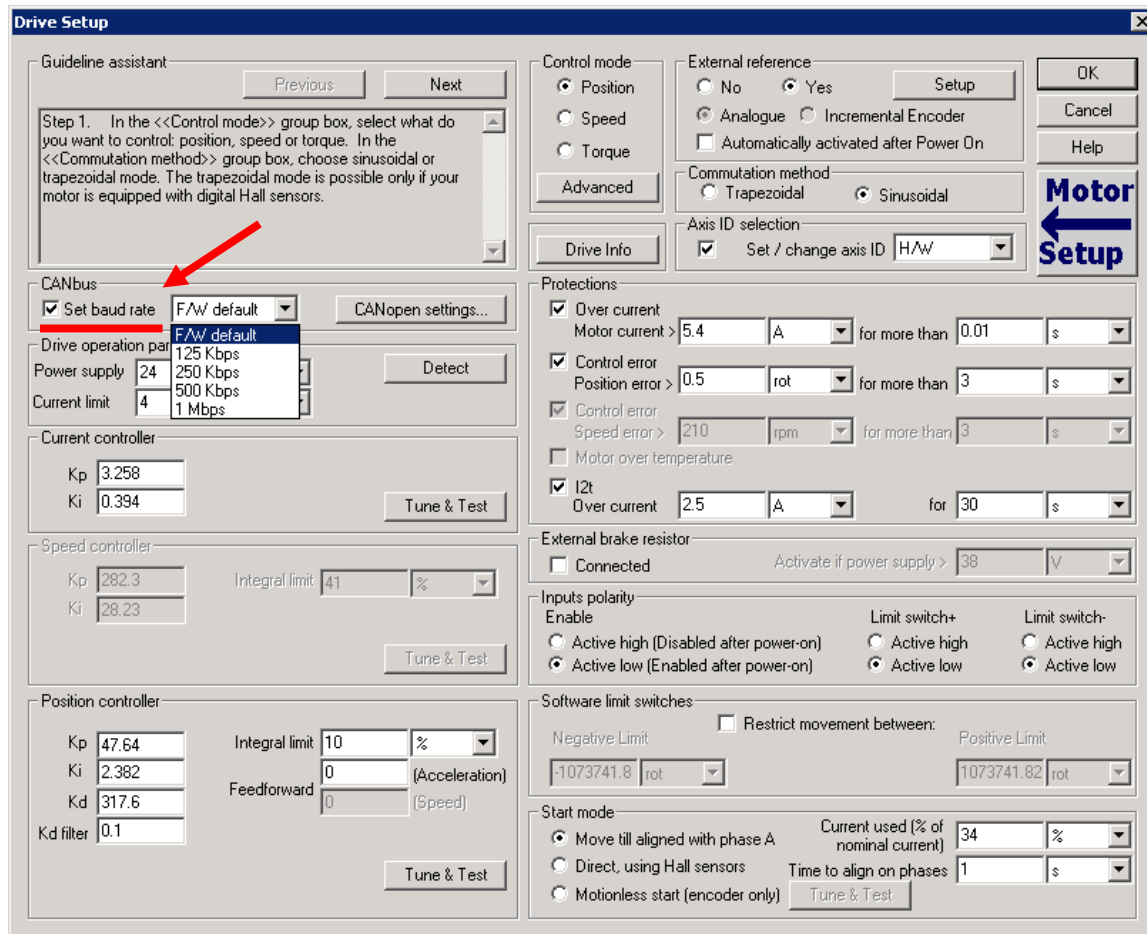 Drive Setup
Guideline assistant
Previous
Next
Step 1. In the <<Control mode>> group box, select what do
you want to control: position, speed or torque. In the
<<Commutation method>> group box, choose sinusoidal or
trapezoidal mode. The trapezoidal mode is possible only if your
motor is equipped with digital Hall sensors.
Control mode
Position
Speed
Torque
Advanced
External reference
No Yes Setup
Analogue Incremental Encoder
Automatically activated after Power On
Commutation method
Trapezoidal Sinusoidal
OK
Cancel
Help
Motor
Setup
Drive Info
Axis ID selection
Set / change axis ID H/W
CANbus
Set baud rate F/W default CANopen settings...
F/W default
125 Kbps
250 Kbps
500 Kbps
1 Mbps
Drive operation par
Power supply 24 Detect
Current limit 4
Current controller
Kp 3.258
Ki 0.394
Tune & Test
Speed controller
Kp 282.3 Integral limit 41 %
Ki 28.23
Tune & Test
Position controller
Kp 47.64 Integral limit 10 %
Ki 2.382 0 (Acceleration)
Feedforward
Kd 317.6 0 (Speed)
Kd filter 0.1
Tune & Test
Protections
Over current
Motor current > 5.4 A for more than 0.01 s
Control error
Position error > 0.5 rot for more than 3 s
Control error
Speed error > 210 rpm for more than 3 s
Motor over temperature
I2t
Over current 2.5 A for 30 s
External brake resistor
Connected Activate if power supply > 38 V
Inputs polarity
Enable Limit switch+ Limit switch-
Active high (Disabled after power-on) Active high Active high
Active low (Enabled after power-on) Active low Active low
Software limit switches
Restrict movement between:
Negative Limit Positive Limit
-1073741.8 rot 1073741.82 rot
Start mode
Move till aligned with phase A
Direct, using Hall sensors
Motionless start (encoder only)
Current used (% of
nominal current) 34 %
Time to align on phases 1 s
Tune & Test